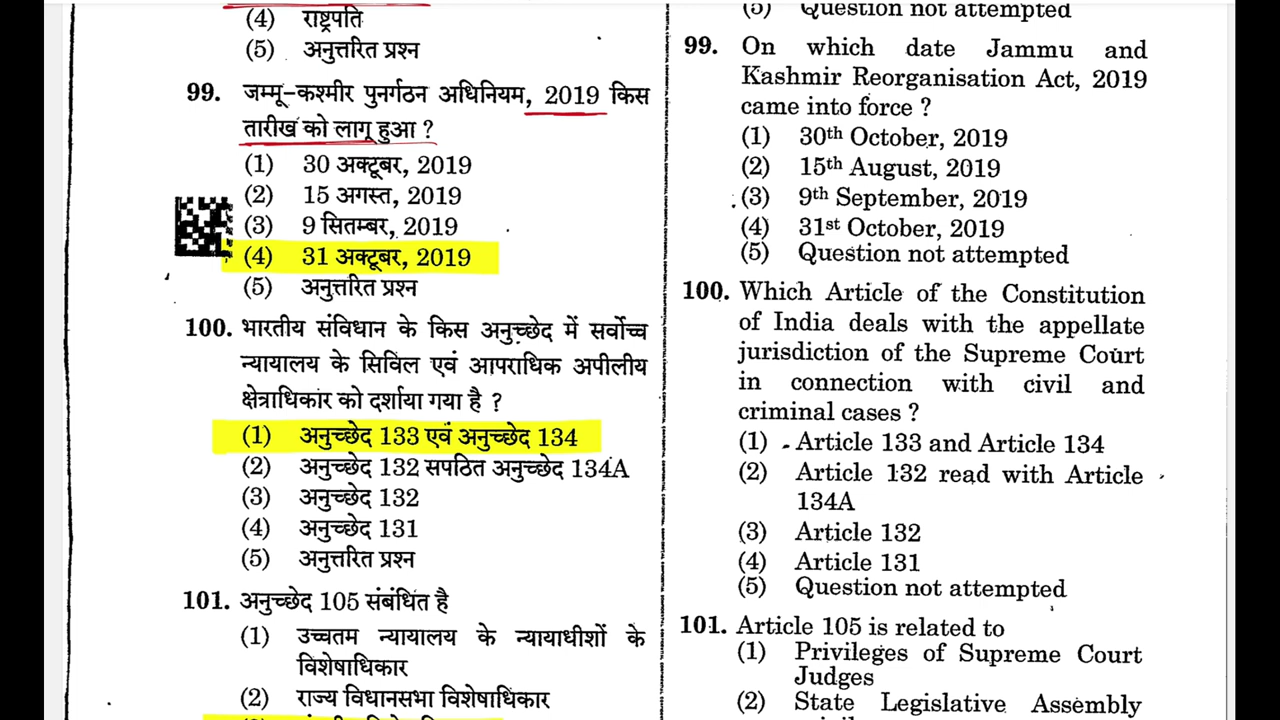 (4) राष्ट्रपति
(5) अनुत्तरित प्रश्न
99. जम्मू-कश्मीर पुनर्गठन अधिनियम, 2019 किस
तारीख को लागू हुआ ?
(1) 30 अक्टूबर, 2019
(2) 15 अगस्त, 2019
(3) 9 सितम्बर, 2019
(4) 31 अक्टूबर, 2019
(5) अनुत्तरित प्रश्न
100. भारतीय संविधान के किस अनुच्छेद में सर्वोच्च
न्यायालय के सिविल एवं आपराधिक अपीलीय
क्षेत्राधिकार को दर्शाया गया है ?
(1) अनुच्छेद 133 एवं अनुच्छेद 134
(2) अनुच्छेद 132 सपठित अनुच्छेद 134A
(3) अनुच्छेद 132
(4) अनुच्छेद 131
(5) अनुत्तरित प्रश्न
101. अनुच्छेद 105 संबंधित है
(1) उच्चतम न्यायालय के न्यायाधीशों के
विशेषाधिकार
(2) राज्य विधानसभा विशेषाधिकार
(5) Question not attempted
99. On which date Jammu and
Kashmir Reorganisation Act, 2019
came into force ?
(1) 30th October, 2019
(2) 15th August, 2019
(3) 9th September, 2019
(4) 31st October, 2019
(5) Question not attempted
100. Which Article of the Constitution
of India deals with the appellate
jurisdiction of the Supreme Court
in connection with civil and
criminal cases ?
(1) Article 133 and Article 134
(2) Article 132 read with Article
134A
(3) Article 132
(4) Article 131
(5) Question not attempted
101. Article 105 is related to
(1) Privileges of Supreme Court
Judges
(2) State Legislative Assembly